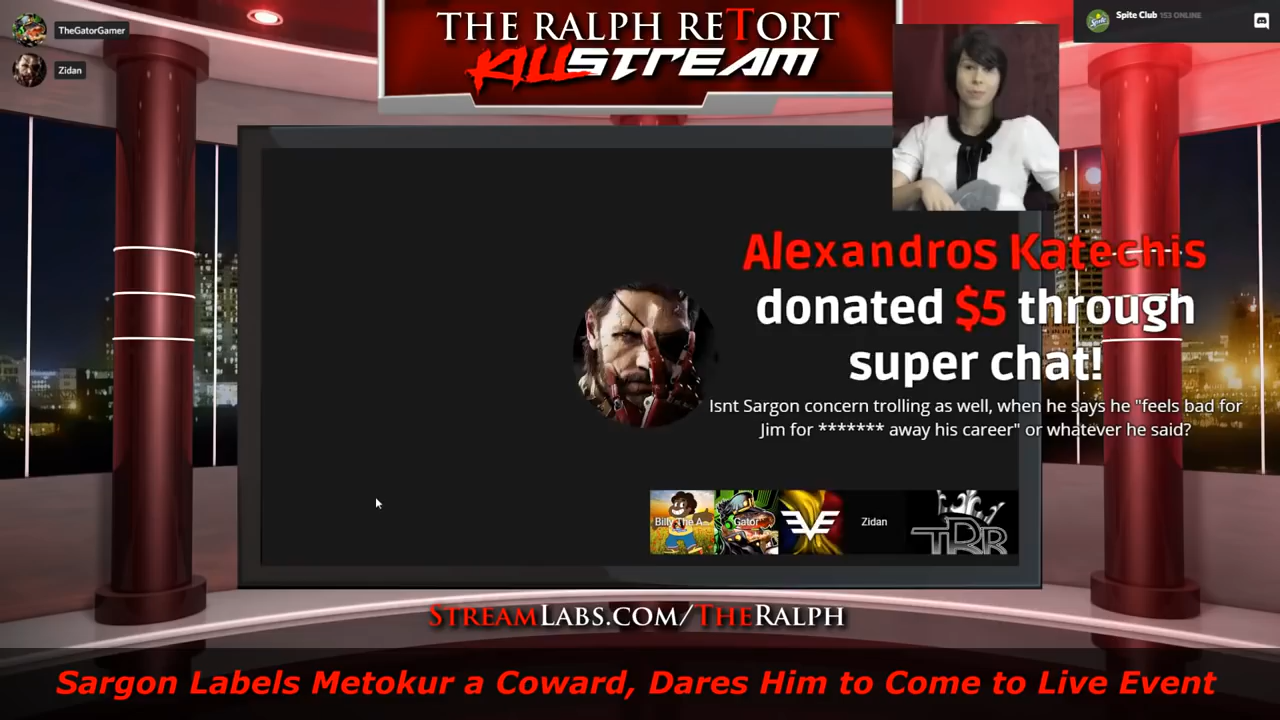 TheGatorGamer
Zidan
THE RALPH RETORT
KILLSTREAM
Spite Club 153 ONLINE
Alexandros Katechis
donated $5 through
super chat!
Isnt Sargon concern trolling as well, when he says he "feels bad for
Jim for ******* away his career" or whatever he said?
Billy The A~
Gator
Zidan
TRR
STREAMLABS.COM/THERALPH
Sargon Labels Metokur a Coward, Dares Him to Come to Live Event